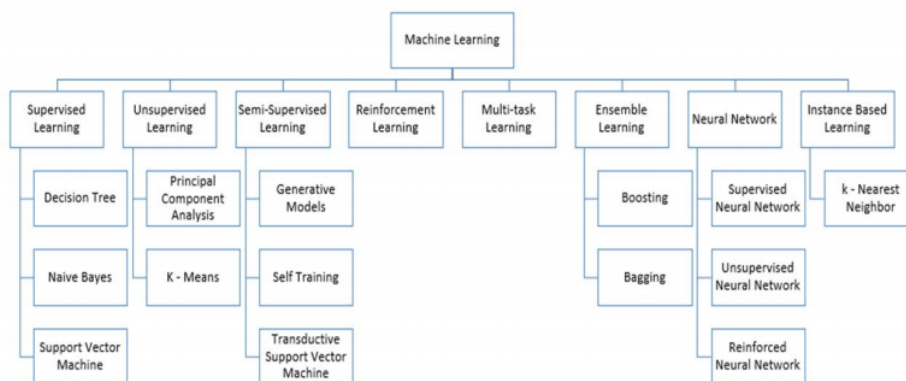 Machine Learning
Supervised
Learning
Unsupervised
Learning
Semi-Supervised
Learning
Reinforcement
Learning
Multi-task
Learning
Ensemble
Learning
Neural Network
Instance Based
Learning
Decision Tree
Principal
Component
Analysis
Generative
Models
Boosting
Supervised
Neural Network
k - Nearest
Neighbor
Naive Bayes
K - Means
Self Training
Bagging
Unsupervised
Neural Network
Support Vector
Machine
Transductive
Support Vector
Machine
Reinforced
Neural Network